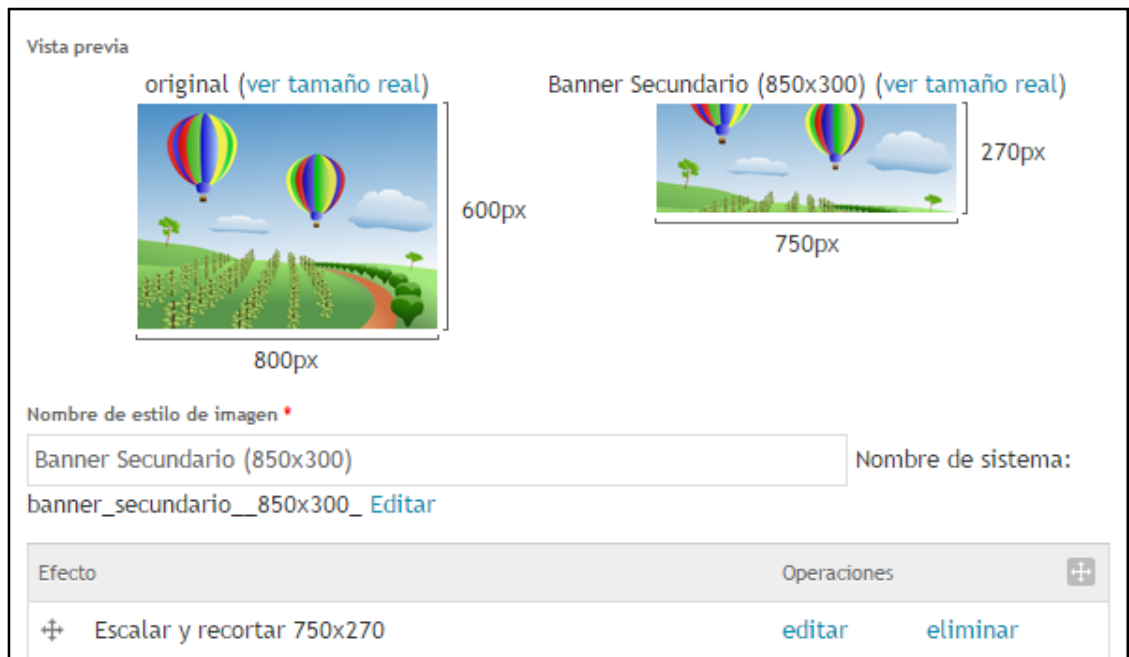 Vista previa
original (ver tamaño real)
Banner Secundario (850x300) (ver tamaño real)
270px
600px
750px
800px
Nombre de estilo de imagen *
Banner Secundario (850x300)
Nombre de sistema:
banner_secundario__850x300_ Editar
Efecto
Operaciones
Escalar y recortar 750x270
editar
eliminar